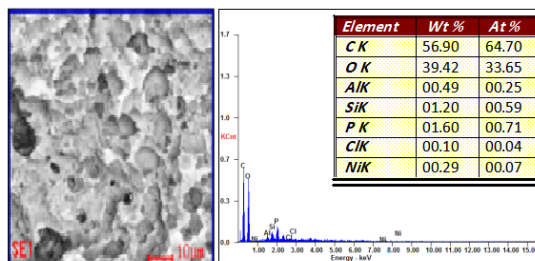 SE1
10µm
1.7
1.3
1.0
KCnt
0.7
0.3
0.0
C
O
Ni
Al
Si
P
Cl
Cl
Ni
Ni
1.00 2.00 3.00 4.00 5.00 6.00 7.00 8.00 9.00 10.00 11.00 12.00 13.00 14.00 15.00
Energy - keV
Element Wt % At %
C K 56.90 64.70
O K 39.42 33.65
AlK 00.49 00.25
SiK 01.20 00.59
P K 01.60 00.71
ClK 00.10 00.04
NiK 00.29 00.07